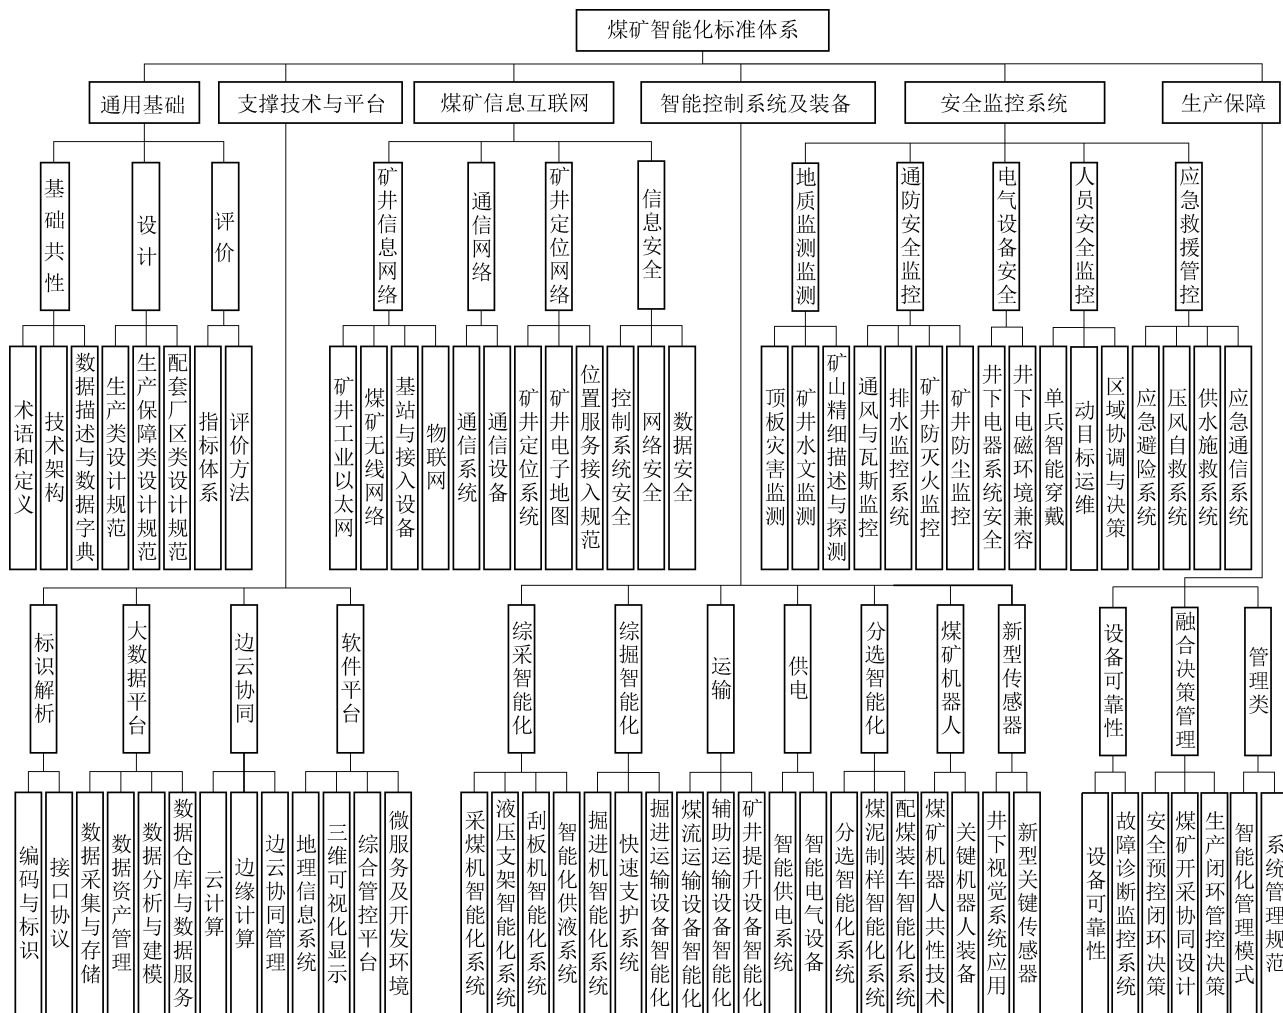 煤矿智能化标准体系
通用基础
支撑技术与平台
煤矿信息互联网
智能控制系统及装备
安全监控系统
生产保障
基础共性
设计
评价
矿井信息网络
通信网络
矿井定位网络
信息安全
地质监测
通防安全监控
电气设备安全
人员安全监控
应急救援管控
术语和定义
技术架构
数据描述与数据字典
生产类设计规范
生产保障类设计规范
配套厂区类设计规范
指标体系
评价方法
矿井工业以太网
煤矿无线网络
基站与接入设备
物联网
通信系统
通信设备
矿井定位系统
矿井电子地图
位置服务接入规范
控制系统安全
网络安全
数据安全
顶板灾害监测
矿井水文监测
矿山精细描述与探测
通风与瓦斯监控
排水监控系统
矿井防灭火监控
矿井防尘监控
井下电器系统安全
井下电磁环境兼容
单兵智能穿戴
动目标运维
区域协调与决策
应急避险系统
压风自救系统
供水施救系统
应急通信系统
标识解析
大数据平台
边云协同
软件平台
综采智能化
综掘智能化
运输
供电
分选智能化
煤矿机器人
新型传感器
设备可靠性
融合决策管理
管理类
编码与标识
接口协议
数据采集与存储
数据资产管理
数据分析与建模
数据仓库与数据服务
云计算
边缘计算
边云协同管理
地理信息系统
三维可视化显示
综合管控平台
微服务及开发环境
采煤机智能化系统
液压支架智能化系统
刮板机智能化系统
智能化供液系统
掘进机智能化系统
快速支护系统
掘进运输设备智能化
煤流运输设备智能化
辅助运输设备智能化
矿井提升设备智能化
智能供电系统
智能电气设备
分选智能化系统
煤泥制样智能化系统
配煤装车智能化系统
煤矿机器人共性技术
关键机器人装备
井下视觉系统应用
新型关键传感器
设备可靠性
故障诊断监控系统
安全预控闭环决策
煤矿开采协同设计
生产闭环管控决策
智能化管理模式
系统管理规范